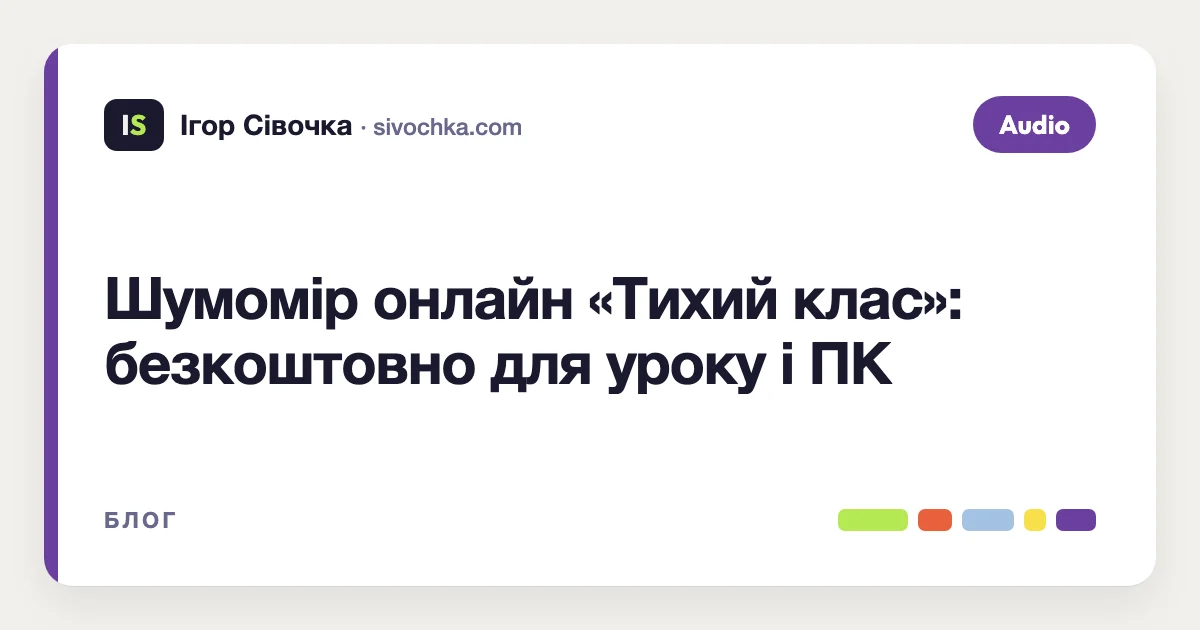 IS
Ігор Сівочка · sivochka.com
Audio
Шумомір онлайн «Тихий клас»:
безкоштовно для уроку і ПК
БЛОГ